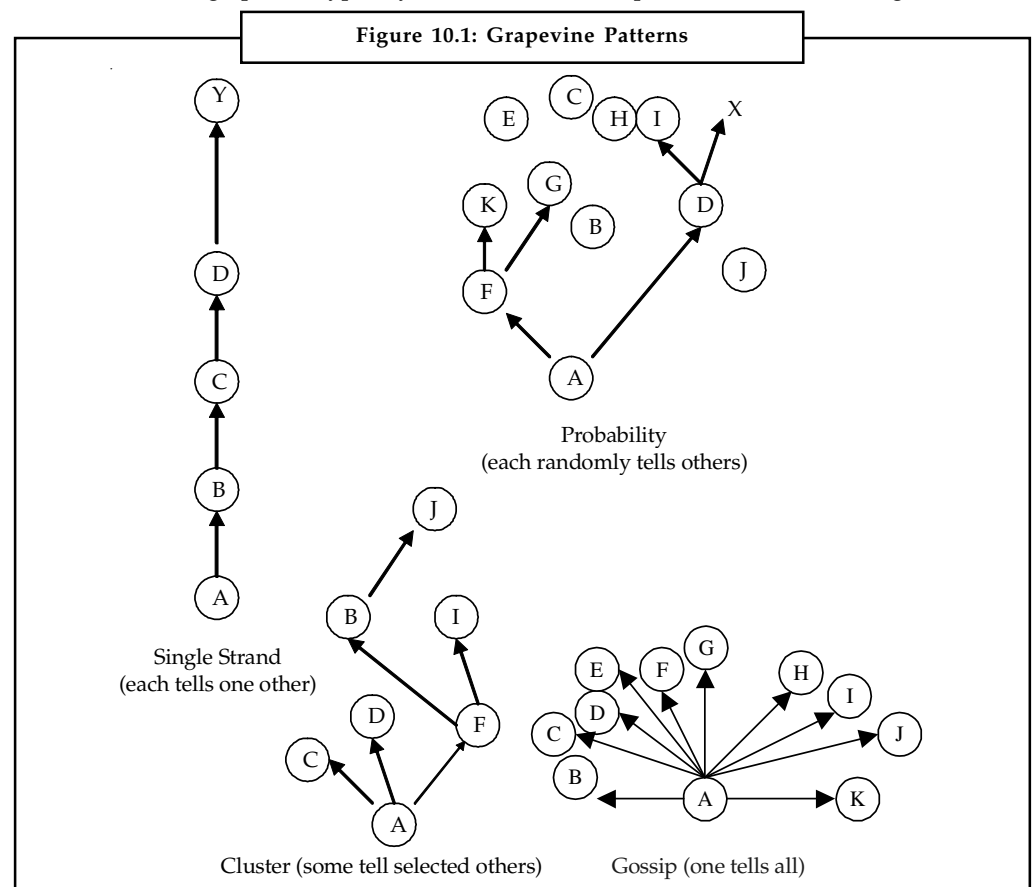 Figure 10.1: Grapevine Patterns
Y
D
C
B
A
Single Strand
(each tells one other)
E
C
H
I
X
K
G
B
D
J
F
A
Probability
(each randomly tells others)
J
B
I
D
F
C
A
Cluster (some tell selected others)
G
E
F
H
I
D
C
J
B
A
K
Gossip (one tells all)